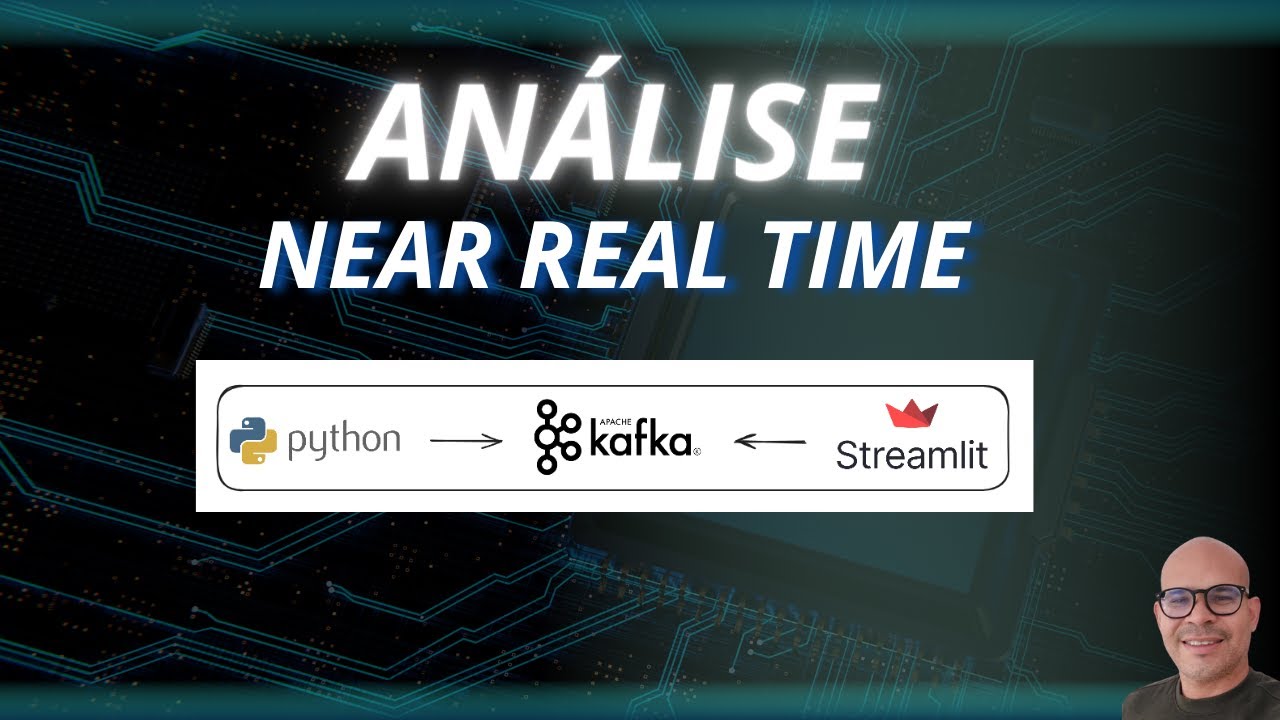 ANÁLISE
NEAR REAL TIME
python
APACHE
kafka®
Streamlit